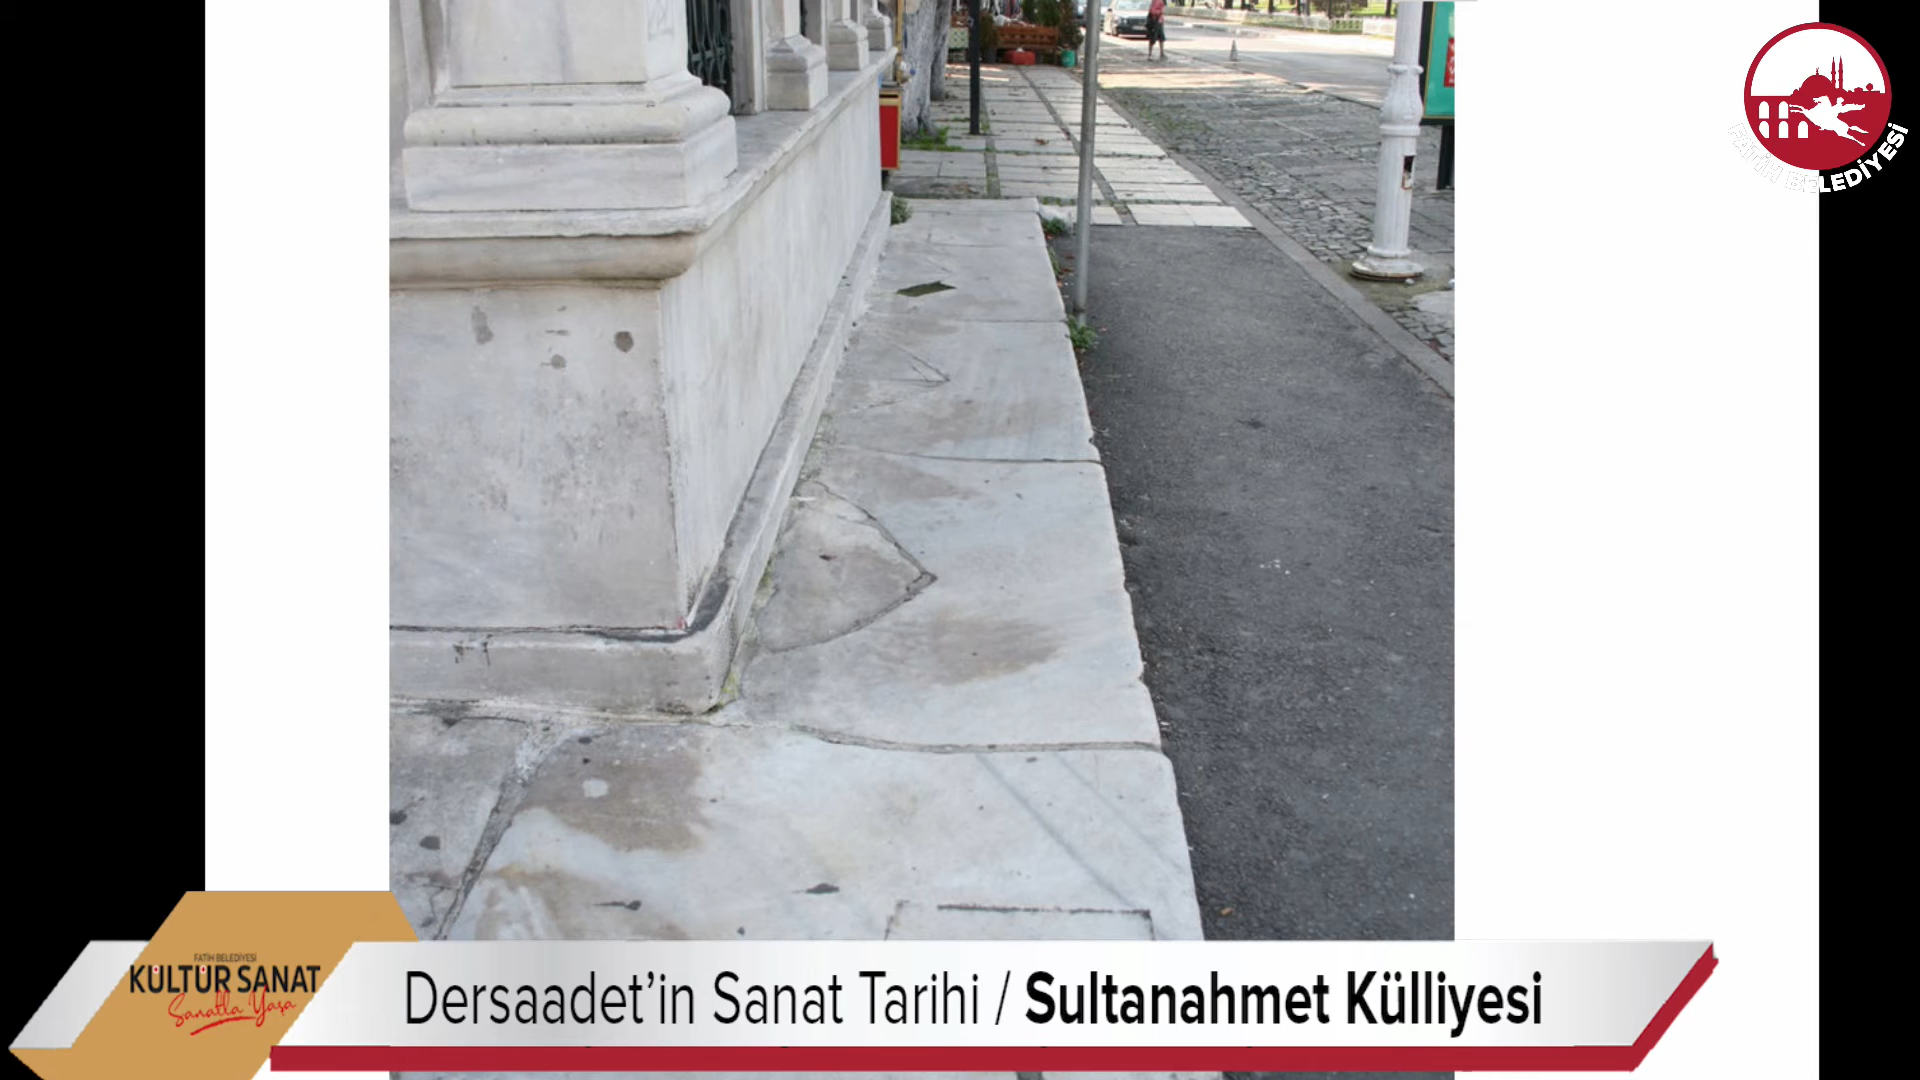 FATİH BELEDİYESİ
FATİH BELEDİYESİ
KÜLTÜR SANAT
Sanatla Yaşa
Dersaadet’in Sanat Tarihi / Sultanahmet Külliyesi